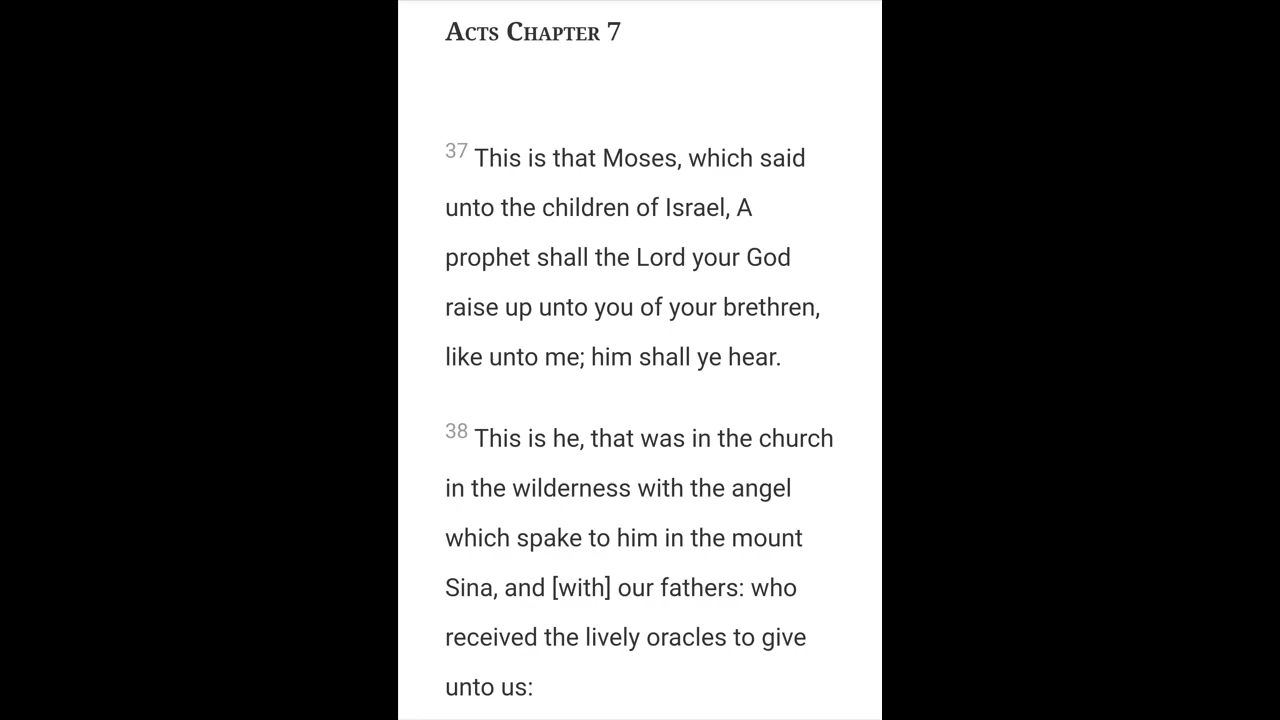 Acts Chapter 7
37 This is that Moses, which said
unto the children of Israel, A
prophet shall the Lord your God
raise up unto you of your brethren,
like unto me; him shall ye hear.
38 This is he, that was in the church
in the wilderness with the angel
which spake to him in the mount
Sina, and [with] our fathers: who
received the lively oracles to give
unto us: